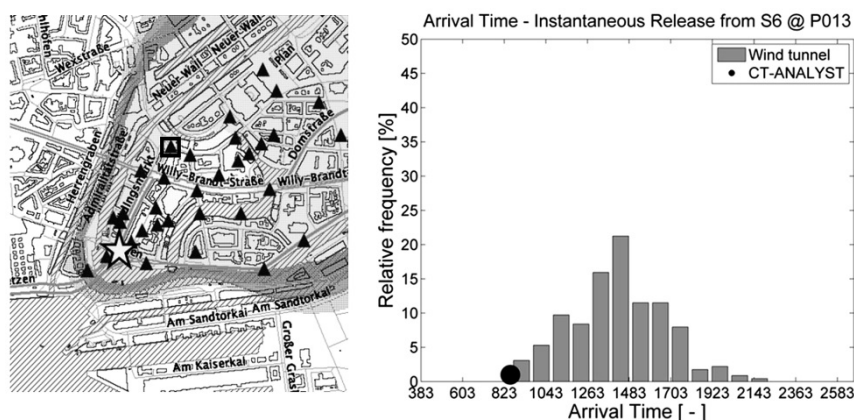 Wexstraße
Neuer-Wall
Neuer-Wall
Plan
Herrengraben
Admiralitätstraße
Domstraße
Willy-Brandt-Straße
Willy-Brandt
dingsmarkt
Am Sandtorkai
Am Sandtorkai
Am Kaiserkai
Großer Gras
Arrival Time - Instantaneous Release from S6 @ P013
Wind tunnel
CT-ANALYST
Relative frequency [%]
50
45
40
35
30
25
20
15
10
5
0
383 603 823 1043 1263 1483 1703 1923 2143 2363 2583
Arrival Time [ - ]